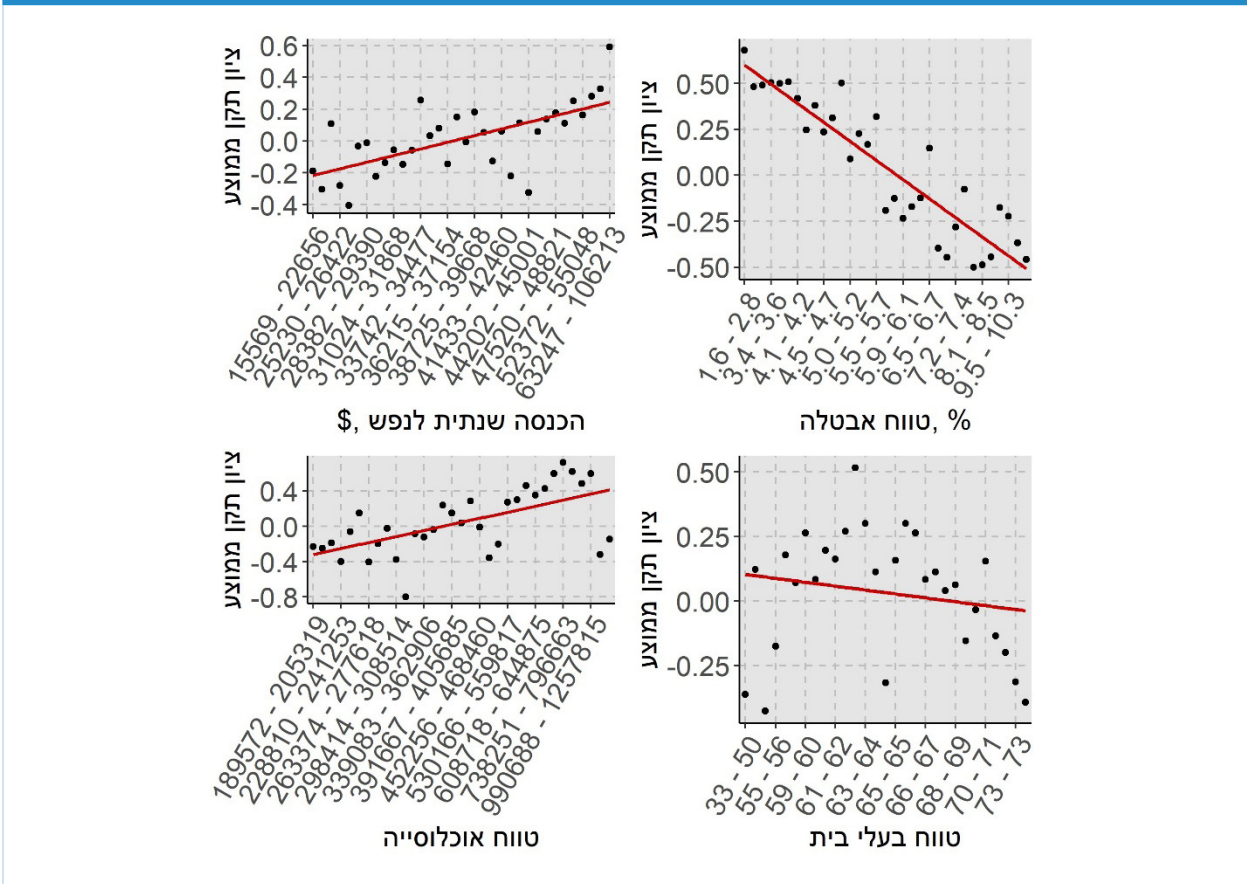 ציון תקן ממוצע
0.6
0.4
0.2
0.0
-0.2
-0.4
15569 - 22656
25230 - 26422
28382 - 29390
31024 - 31868
33742 - 34477
36215 - 37154
38725 - 39668
41433 - 42460
44202 - 45001
47520 - 48821
52372 - 55048
63247 - 106213
הכנסה שנתית לנפש ,$
ציון תקן ממוצע
0.50
0.25
0.00
-0.25
-0.50
1.6 - 2.8
3.4 - 3.6
4.1 - 4.2
4.5 - 4.7
5.0 - 5.2
5.5 - 5.7
5.9 - 6.1
6.5 - 6.7
7.2 - 7.4
8.1 - 8.5
9.5 - 10.3
טווח אבטלה, %
ציון תקן ממוצע
0.4
0.0
-0.4
-0.8
189572 - 205319
228810 - 241253
263374 - 277618
298414 - 308514
339083 - 362906
391667 - 405685
452256 - 468460
530166 - 559817
608718 - 644875
738251 - 796663
990688 - 1257815
טווח אוכלוסייה
ציון תקן ממוצע
0.50
0.25
0.00
-0.25
33 - 50
55 - 56
59 - 60
61 - 62
63 - 64
65 - 65
66 - 67
68 - 69
70 - 71
73 - 73
טווח בעלי בית